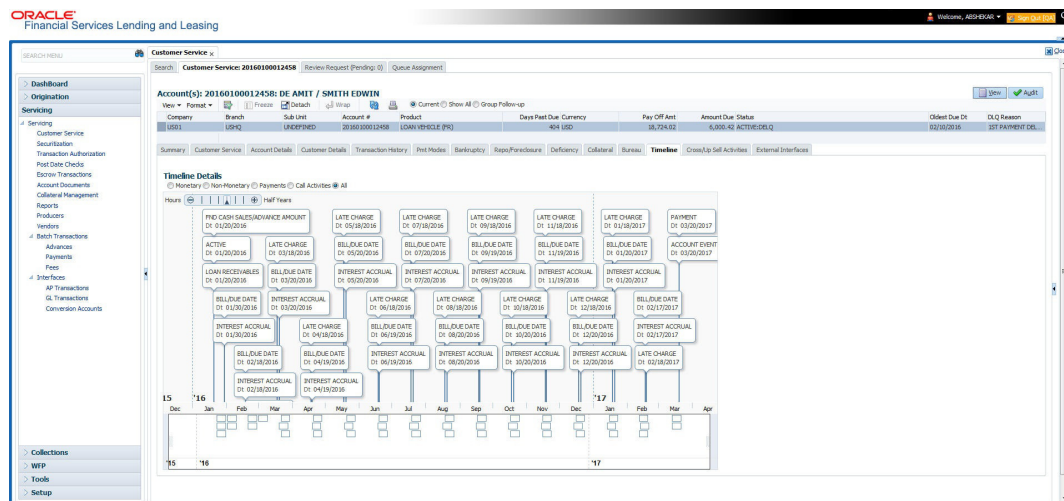 ORACLE'
Financial Services Lending and Leasing
Welcome, ABSHEKAR
Sign Out [QA]
SEARCH MENU
Customer Service x
Search Customer Service: 20160100012458 Review Request (Pending: 0) Queue Assignment
DashBoard
Origination
Servicing
Servicing
Customer Service
Securitization
Transaction Authorization
Post Date Checks
Escrow Transactions
Account Documents
Collateral Management
Reports
Producers
Vendors
Batch Transactions
Advances
Payments
Fees
Interfaces
AP Transactions
GL Transactions
Conversion Accounts
Collections
WFP
Tools
Setup
Account(s): 20160100012458: DE AMIT / SMITH EDWIN
View Audit
View Format Freeze Detach Wrap Current Show All Group Follow-up
Company Branch Sub Unit Account # Product Days Past Due Currency Pay Off Amt Amount Due Status Oldest Due Dt DLQ Reason
US01 USHQ UNDEFINED 20160100012458 LOAN VEHICLE (FR) 404 USD 18,724.02 6,000.42 ACTIVE:DELQ 02/10/2016 1ST PAYMENT DEL...
Summary Customer Service Account Details Customer Details Transaction History Pmt Modes Bankruptcy Repo/Foreclosure Deficiency Collateral Bureau Timeline Cross/Up Sell Activities External Interfaces
Timeline Details
Monetary Non-Monetary Payments Call Activities All
Hours Half Years
FND CASH SALES/ADVANCE AMOUNT
Dt 01/20/2016
LATE CHARGE
Dt 05/18/2016
LATE CHARGE
Dt 07/18/2016
LATE CHARGE
Dt 09/18/2016
LATE CHARGE
Dt 11/18/2016
LATE CHARGE
Dt 01/18/2017
PAYMENT
Dt 03/20/2017
ACTIVE
Dt 01/20/2016
LATE CHARGE
Dt 03/18/2016
BILL/DUE DATE
Dt 05/20/2016
BILL/DUE DATE
Dt 07/20/2016
BILL/DUE DATE
Dt 09/19/2016
BILL/DUE DATE
Dt 11/19/2016
BILL/DUE DATE
Dt 01/20/2017
ACCOUNT EVENT
Dt 03/20/2017
LOAN RECEIVABLES
Dt 01/20/2016
BILL/DUE DATE
Dt 03/20/2016
INTEREST ACCRUAL
Dt 05/20/2016
INTEREST ACCRUAL
Dt 07/20/2016
INTEREST ACCRUAL
Dt 09/19/2016
INTEREST ACCRUAL
Dt 11/19/2016
INTEREST ACCRUAL
Dt 01/20/2017
BILL/DUE DATE
Dt 01/30/2016
INTEREST ACCRUAL
Dt 03/20/2016
LATE CHARGE
Dt 06/18/2016
LATE CHARGE
Dt 08/18/2016
LATE CHARGE
Dt 10/18/2016
LATE CHARGE
Dt 12/18/2016
BILL/DUE DATE
Dt 02/17/2017
INTEREST ACCRUAL
Dt 01/30/2016
LATE CHARGE
Dt 04/18/2016
BILL/DUE DATE
Dt 06/19/2016
BILL/DUE DATE
Dt 08/20/2016
BILL/DUE DATE
Dt 10/20/2016
BILL/DUE DATE
Dt 12/20/2016
INTEREST ACCRUAL
Dt 02/17/2017
BILL/DUE DATE
Dt 02/18/2016
BILL/DUE DATE
Dt 04/19/2016
INTEREST ACCRUAL
Dt 06/19/2016
INTEREST ACCRUAL
Dt 08/20/2016
INTEREST ACCRUAL
Dt 10/20/2016
INTEREST ACCRUAL
Dt 12/20/2016
LATE CHARGE
Dt 02/18/2017
INTEREST ACCRUAL
Dt 02/18/2016
INTEREST ACCRUAL
Dt 04/19/2016
15 '16 '17
Dec Jan Feb Mar Apr May Jun Jul Aug Sep Oct Nov Dec Jan Feb Mar Apr
'15 '16 '17